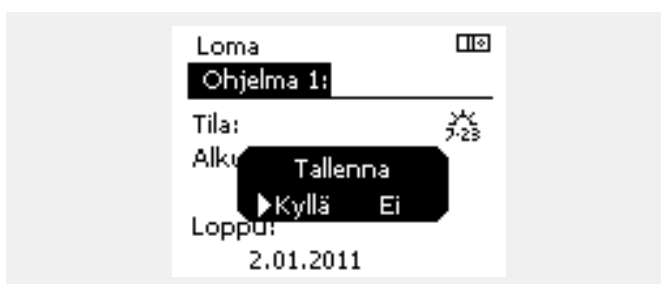 Loma
Ohjelma 1:
Tila:
7-23
Alku
Tallenna
Kyllä Ei
Loppu:
2.01.2011